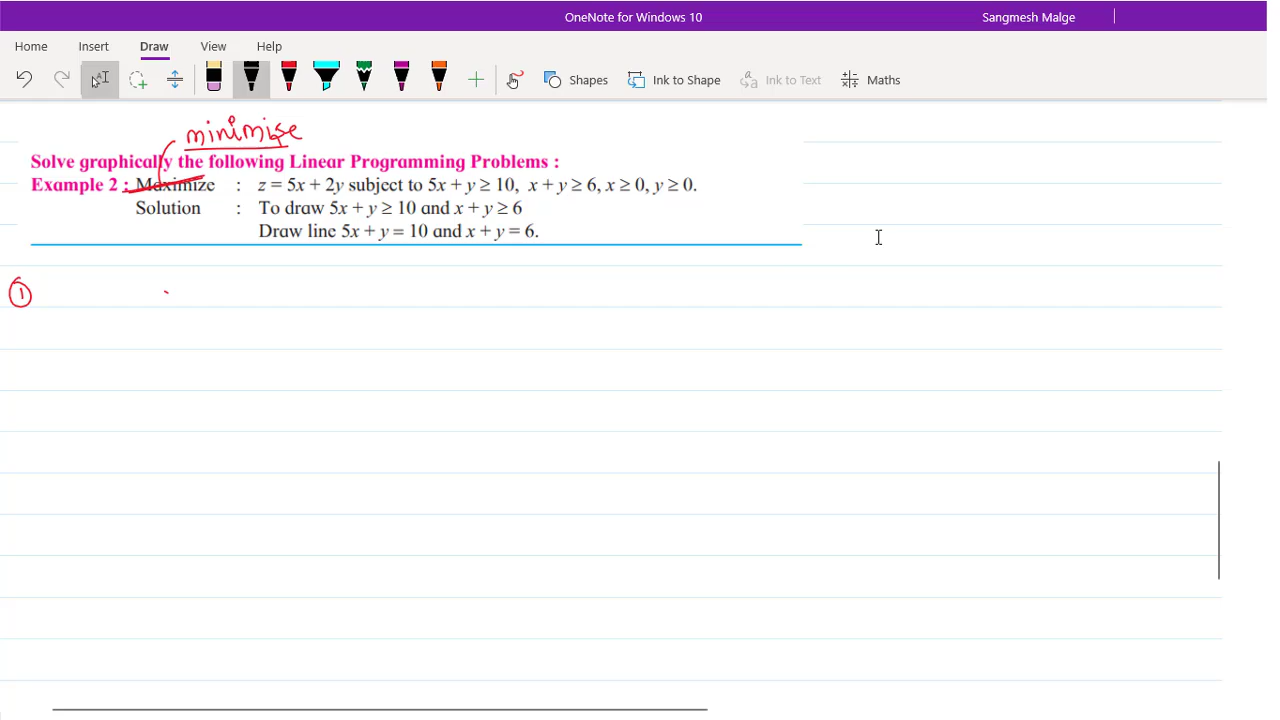 OneNote for Windows 10
Sangmesh Malge
Home Insert Draw View Help
Shapes Ink to Shape Ink to Text Maths
minimise
Solve graphically the following Linear Programming Problems :
Example 2 : Maximize : z = 5x + 2y subject to 5x + y ≥ 10, x + y ≥ 6, x ≥ 0, y ≥ 0.
Solution : To draw 5x + y ≥ 10 and x + y ≥ 6
Draw line 5x + y = 10 and x + y = 6.
①